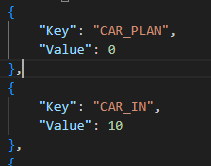 {
"Key": "CAR_PLAN",
"Value": 0
},
{
"Key": "CAR_IN",
"Value": 10
},
{